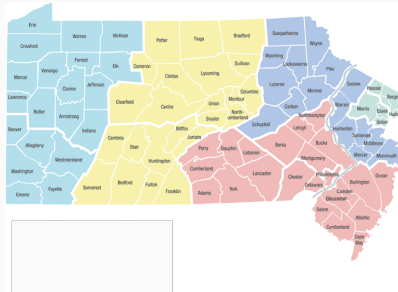 Erie
Crawford
Warren
McKean
Potter
Tioga
Bradford
Susquehanna
Wayne
Wyoming
Lackawanna
Pike
Forrest
Elk
Cameron
Sullivan
Mercer
Venango
Clarion
Jefferson
Clinton
Lycoming
Luzerne
Monroe
Sussex
Passaic
Lawrence
Butler
Armstrong
Clearfield
Centre
Union
Columbia
Montour
North-
umberland
Snyder
Carbon
Warren
Morris
Essex
Union
Beaver
Allegheny
Indiana
Cambria
Blair
Mifflin
Juniata
Schuylkill
Northampton
Lehigh
Hunterdon
Somerset
Middlesex
Mercer
Monmouth
Washington
Westmoreland
Huntingdon
Perry
Dauphin
Lebanon
Berks
Bucks
Montgomery
Greene
Fayette
Somerset
Bedford
Fulton
Franklin
Cumberland
Adams
York
Lancaster
Chester
Delaware
Philadelphia
Burlington
Ocean
Camden
Gloucester
Salem
Atlantic
Cumberland
Cape
May